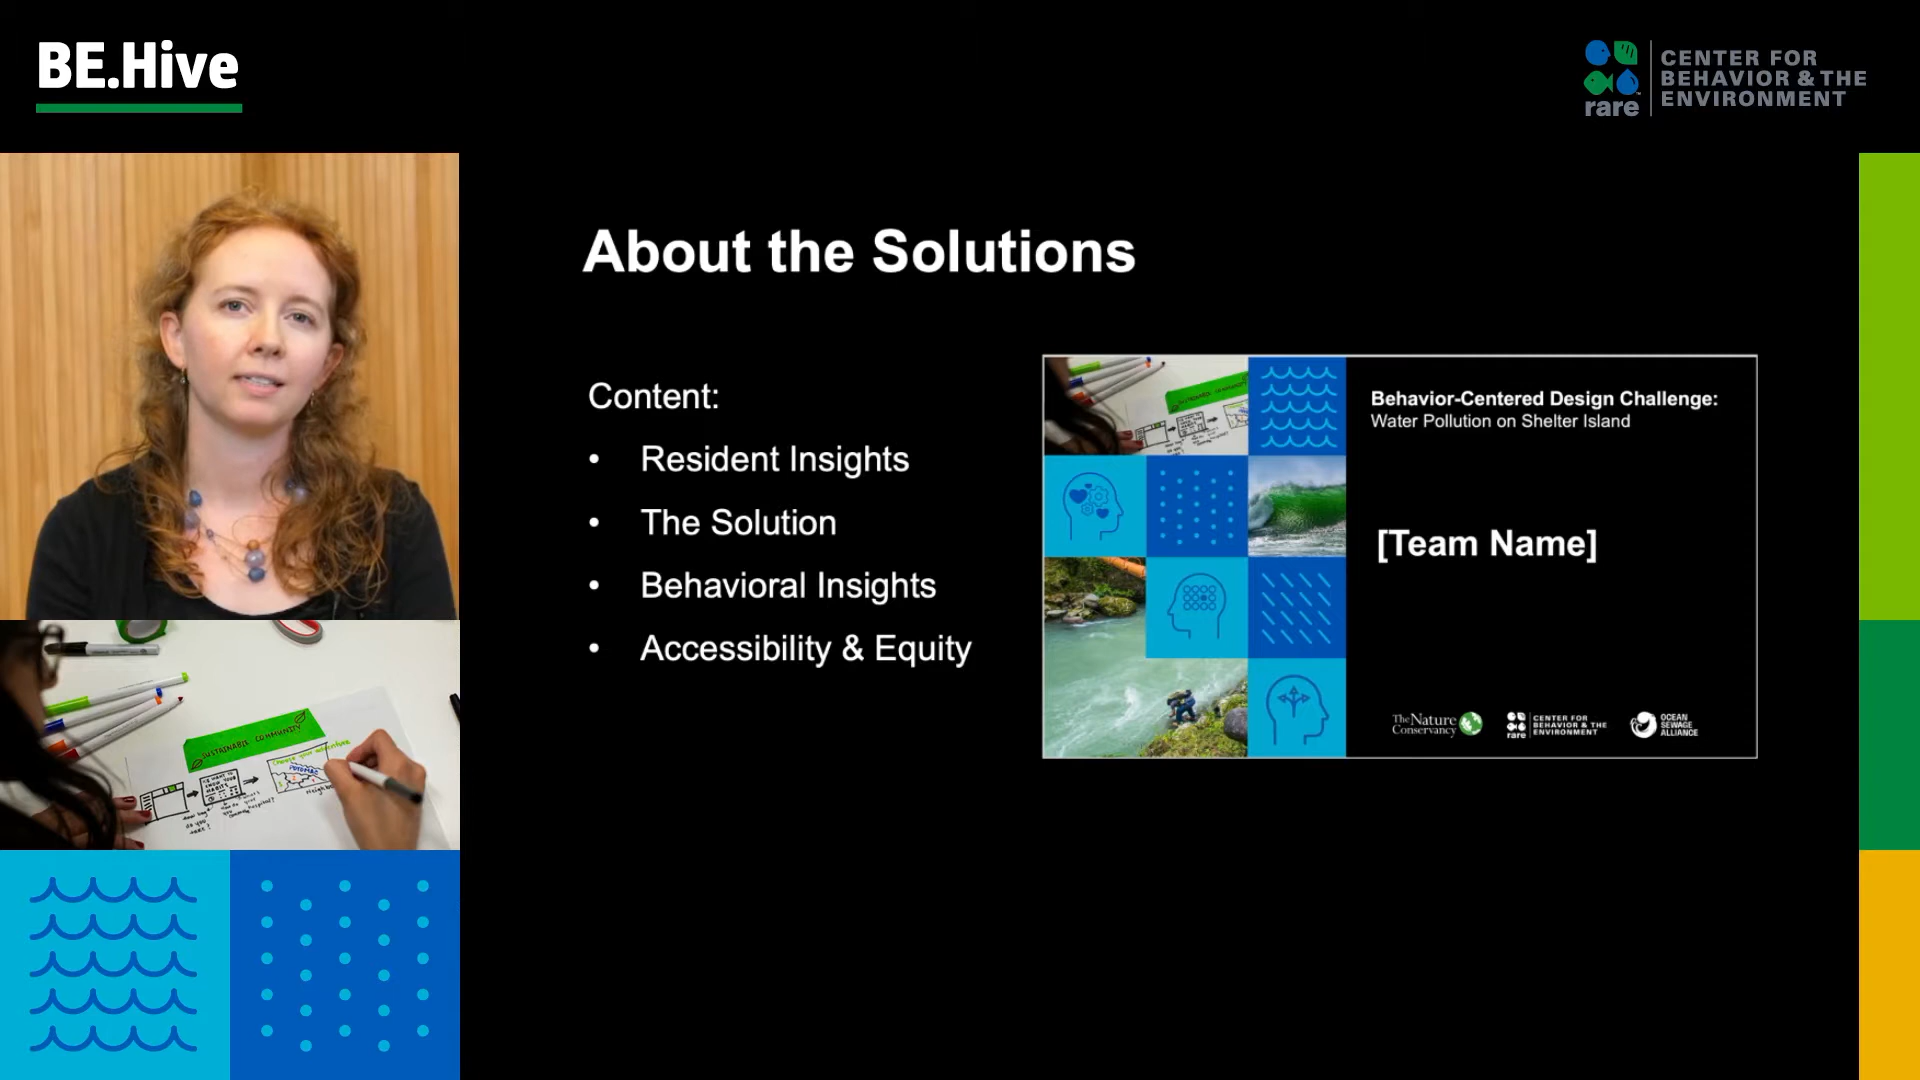 BE.Hive
rare
CENTER FOR
BEHAVIOR & THE
ENVIRONMENT
About the Solutions
Content:
• Resident Insights
• The Solution
• Behavioral Insights
• Accessibility & Equity
Behavior-Centered Design Challenge:
Water Pollution on Shelter Island
[Team Name]
The Nature
Conservancy
rare
CENTER FOR
BEHAVIOR & THE
ENVIRONMENT
OCEAN
SEWAGE
ALLIANCE
SUSTAINABLE COMMUNITY